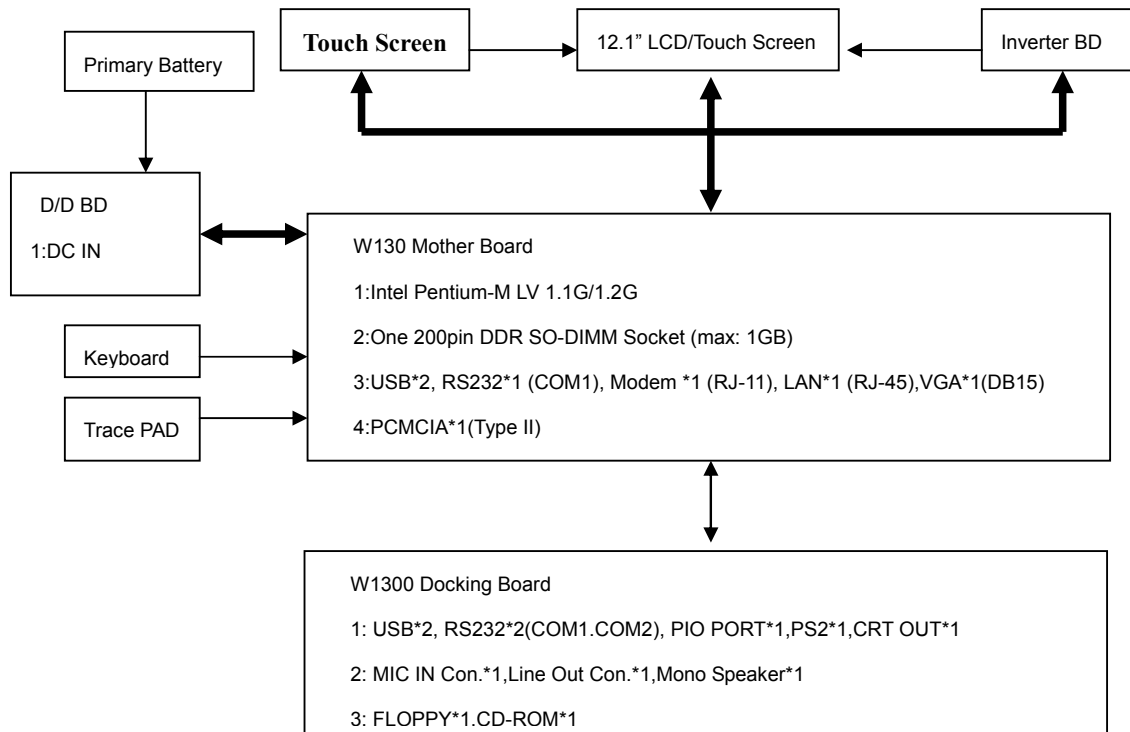 Touch Screen
12.1” LCD/Touch Screen
Inverter BD
Primary Battery
D/D BD
1:DC IN
W130 Mother Board
1:Intel Pentium-M LV 1.1G/1.2G
2:One 200pin DDR SO-DIMM Socket (max: 1GB)
3:USB*2, RS232*1 (COM1), Modem *1 (RJ-11), LAN*1 (RJ-45),VGA*1(DB15)
4:PCMCIA*1(Type II)
Keyboard
Trace PAD
W1300 Docking Board
1: USB*2, RS232*2(COM1.COM2), PIO PORT*1,PS2*1,CRT OUT*1
2: MIC IN Con.*1,Line Out Con.*1,Mono Speaker*1
3: FLOPPY*1.CD-ROM*1